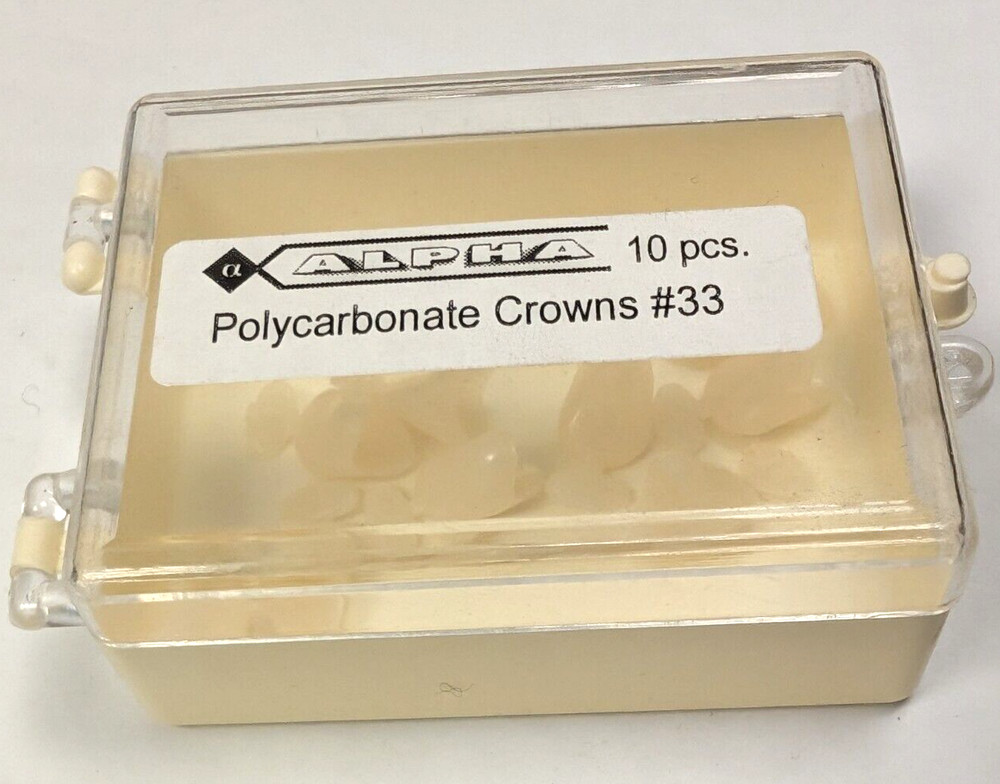 α ALPHA 10 pcs.
Polycarbonate Crowns #33